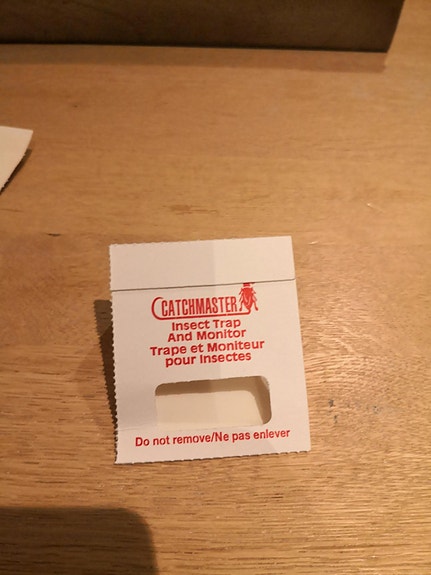 CATCHMASTER
Insect Trap
And Monitor
Trape et Moniteur
pour Insectes
Do not remove/Ne pas enlever